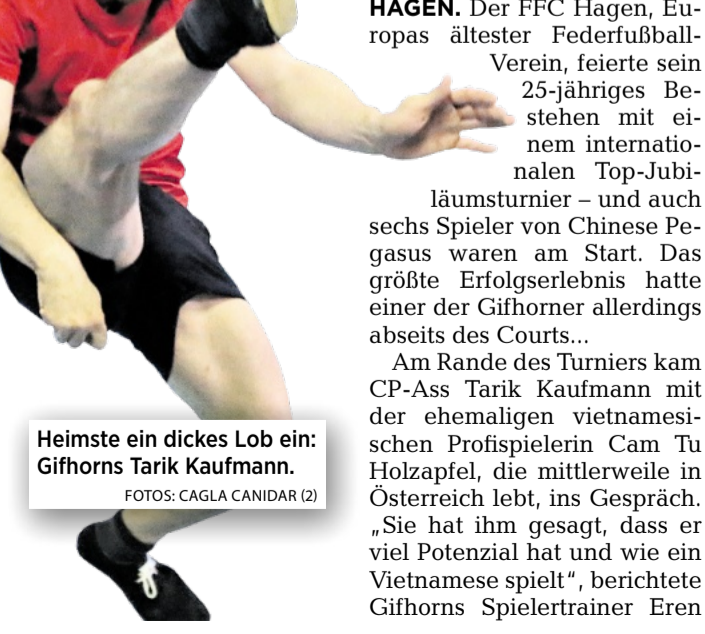 HAGEN. Der FFC Hagen, Eu-
ropas ältester Federfußball-
Verein, feierte sein
25-jähriges Be-
stehen mit ei-
nem internatio-
nalen Top-Jubi-
läumsturnier – und auch
sechs Spieler von Chinese Pe-
gasus waren am Start. Das
größte Erfolgserlebnis hatte
einer der Gifhorner allerdings
abseits des Courts...
Am Rande des Turniers kam
CP-Ass Tarik Kaufmann mit
der ehemaligen vietnamesi-
schen Profispielerin Cam Tu
Holzapfel, die mittlerweile in
Österreich lebt, ins Gespräch.
„Sie hat ihm gesagt, dass er
viel Potenzial hat und wie ein
Vietnamese spielt“, berichtete
Gifhorns Spielertrainer Eren
Heimste ein dickes Lob ein:
Gifhorns Tarik Kaufmann.
FOTOS: CAGLA CANIDAR (2)